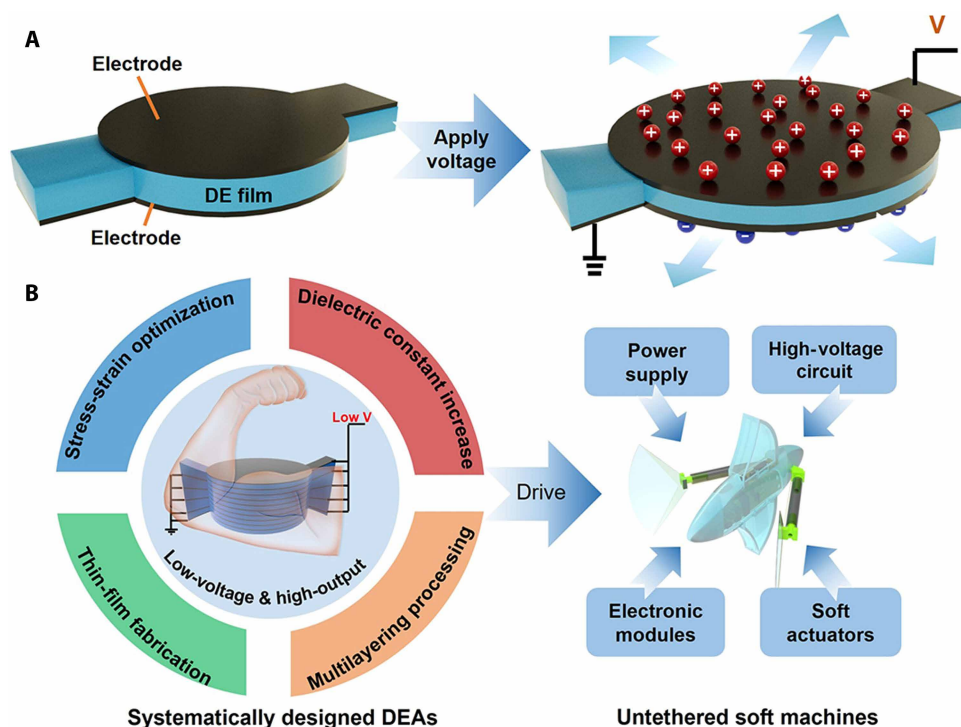 A
Electrode
DE film
Electrode
Apply
voltage
V
+ + + + + + + + + + + + + + + + + + + +
- - - - -
B
Stress-strain optimization
Dielectric constant increase
Thin-film fabrication
Multilayering processing
Low V
Low-voltage & high-output
Systematically designed DEAs
Drive
Power
supply
High-voltage
circuit
Electronic
modules
Soft
actuators
Untethered soft machines